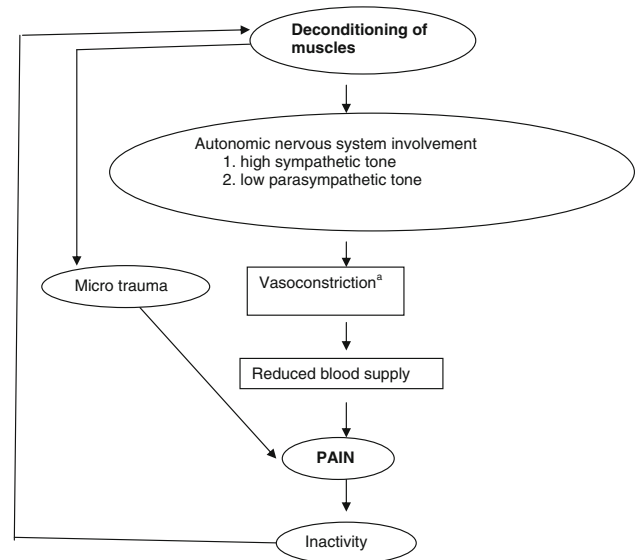 Deconditioning of
muscles
Autonomic nervous system involvement
1. high sympathetic tone
2. low parasympathetic tone
Micro trauma
Vasoconstrictionᵃ
Reduced blood supply
PAIN
Inactivity